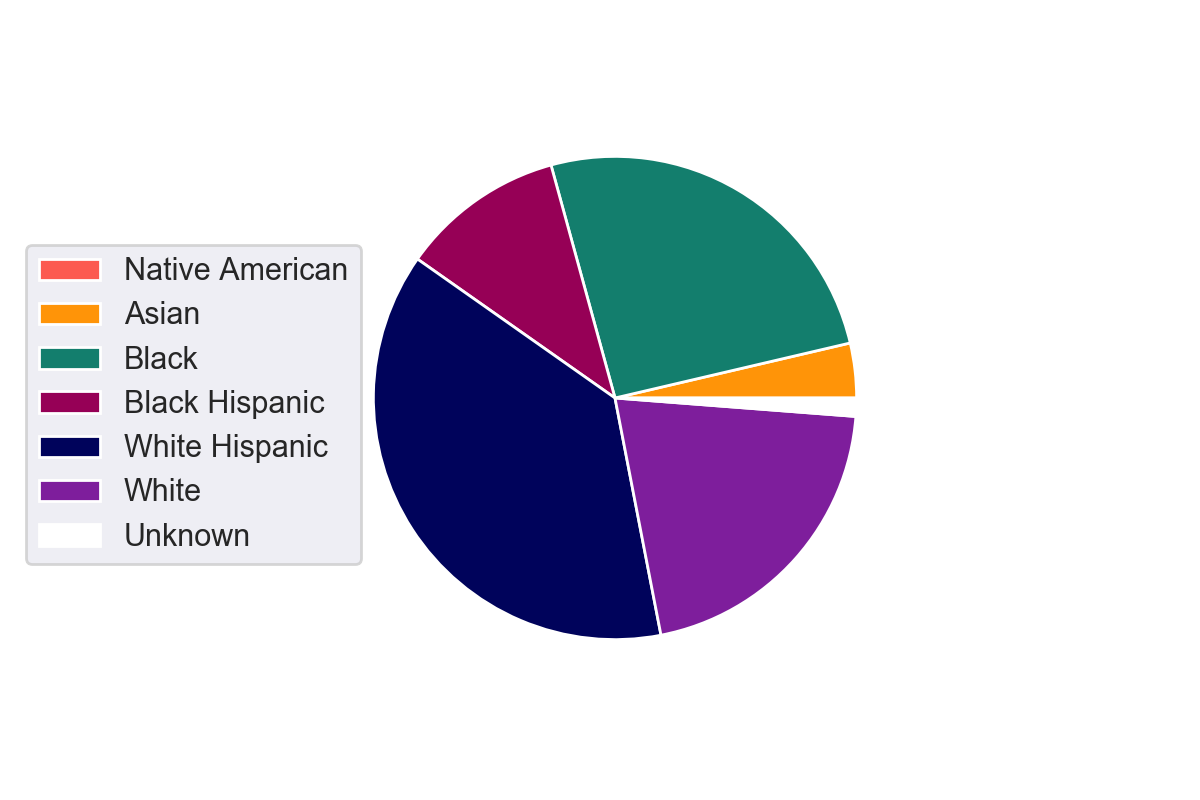 Native American
Asian
Black
Black Hispanic
White Hispanic
White
Unknown